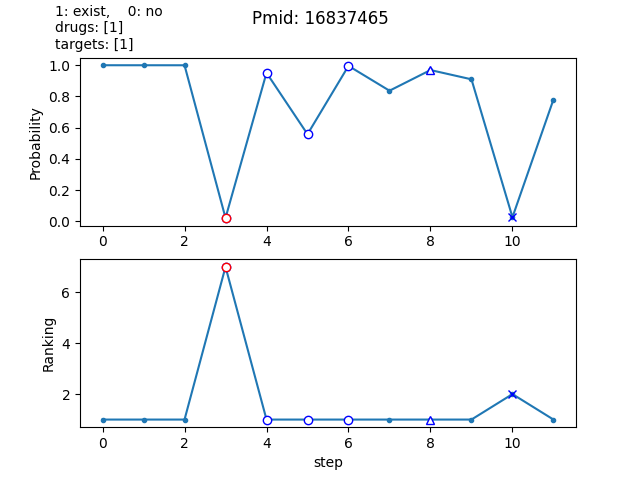 1: exist,    0: no
drugs: [1]
targets: [1]
Pmid: 16837465
1.0
0.8
0.6
0.4
0.2
0.0
Probability
0 2 4 6 8 10
6
4
2
Ranking
0 2 4 6 8 10
step